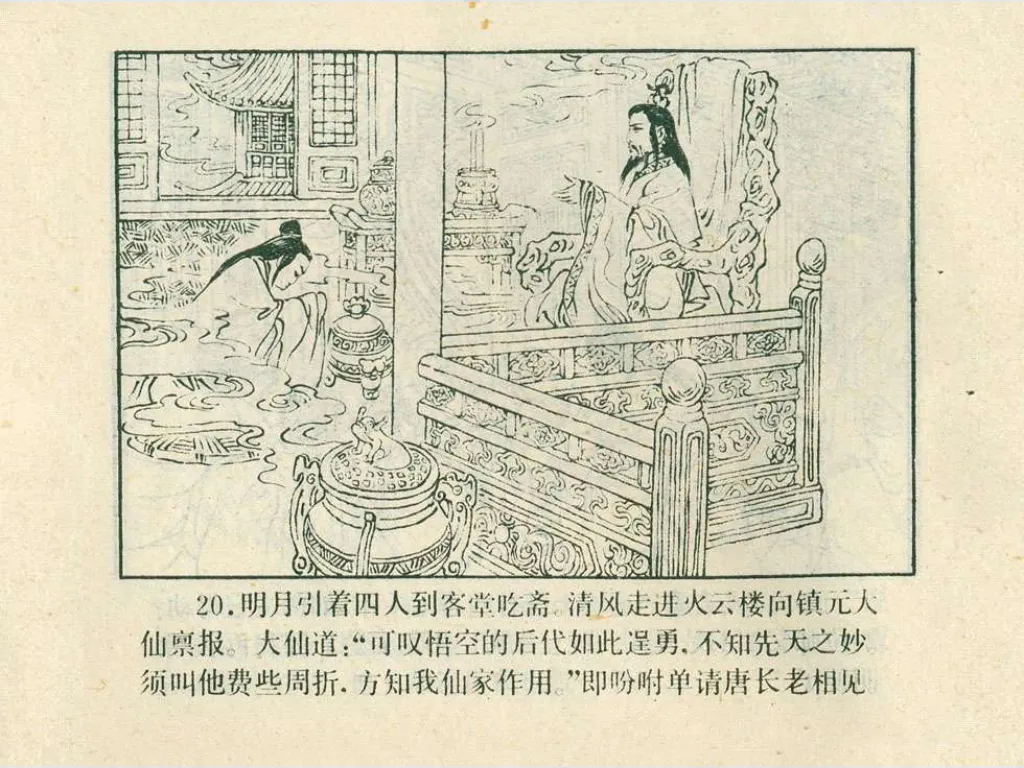 20.明月引着四人到客堂吃斋。清风走进火云楼向镇元大
仙禀报。大仙道:“可叹悟空的后代如此逞勇,不知先天之妙
须叫他费些周折.方知我仙家作用。”即吩咐单请唐长老相见